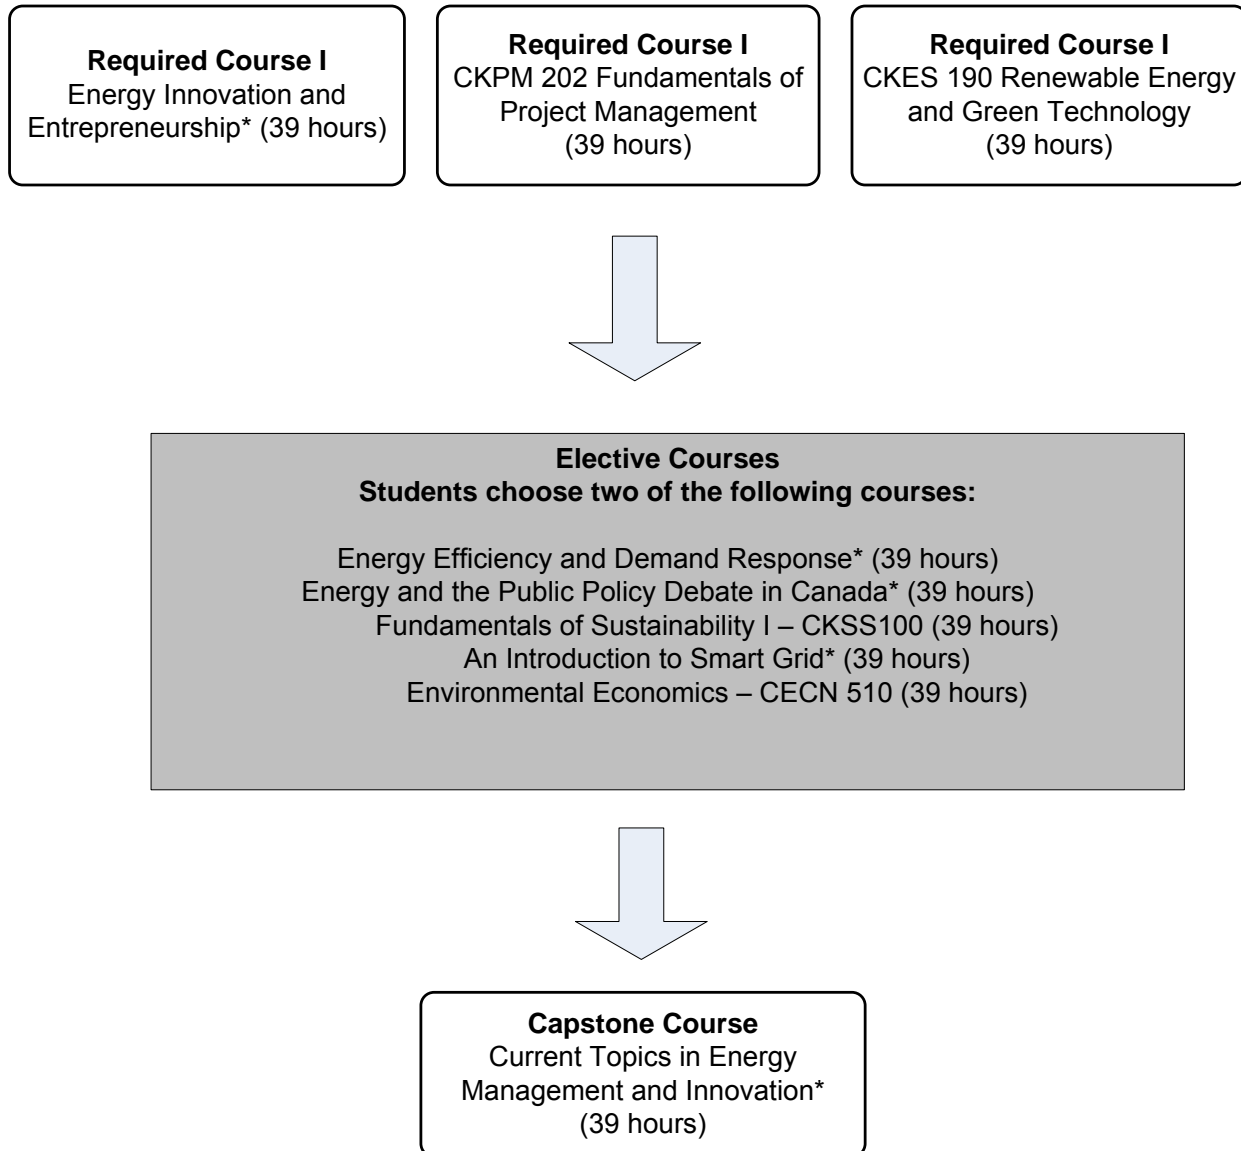 Required Course I
Energy Innovation and
Entrepreneurship* (39 hours)
Required Course I
CKPM 202 Fundamentals of
Project Management
(39 hours)
Required Course I
CKES 190 Renewable Energy
and Green Technology
(39 hours)
Elective Courses
Students choose two of the following courses:
Energy Efficiency and Demand Response* (39 hours)
Energy and the Public Policy Debate in Canada* (39 hours)
Fundamentals of Sustainability I – CKSS100 (39 hours)
An Introduction to Smart Grid* (39 hours)
Environmental Economics – CECN 510 (39 hours)
Capstone Course
Current Topics in Energy
Management and Innovation*
(39 hours)